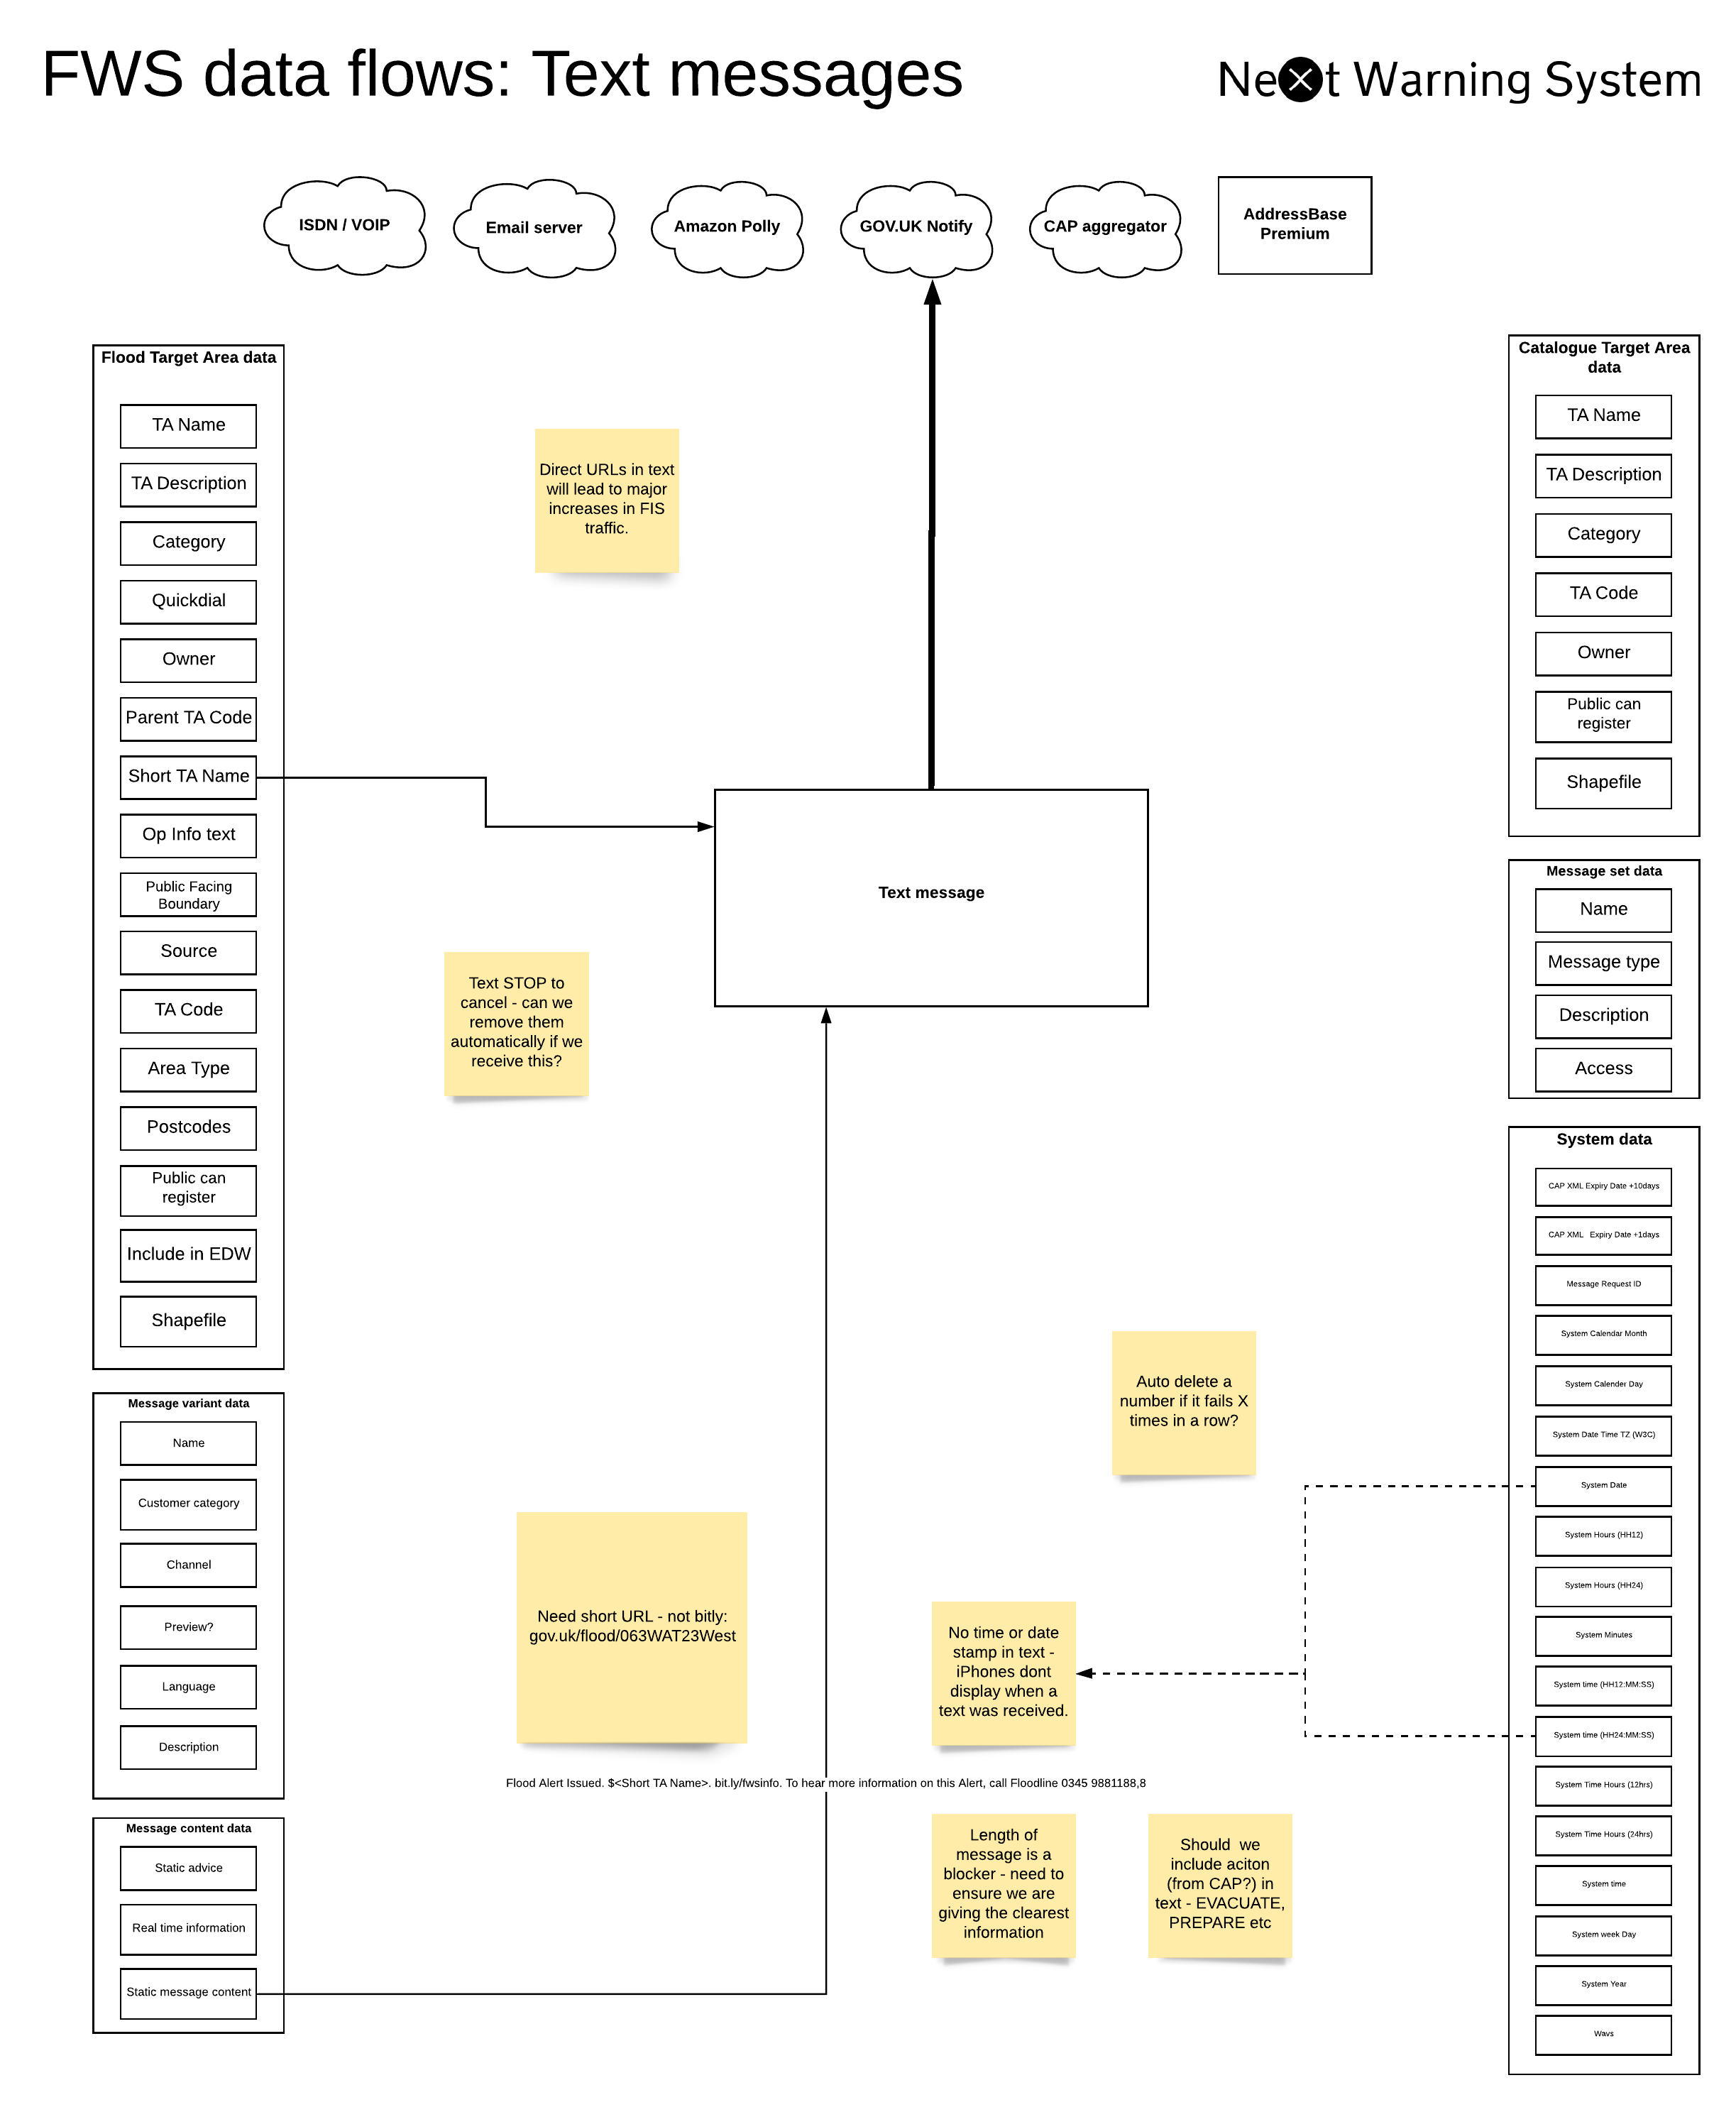 FWS data flows: Text messages
Next Warning System
ISDN / VOIP
Email server
Amazon Polly
GOV.UK Notify
CAP aggregator
AddressBase
Premium
Flood Target Area data
TA Name
TA Description
Category
Quickdial
Owner
Parent TA Code
Short TA Name
Op Info text
Public Facing
Boundary
Source
TA Code
Area Type
Postcodes
Public can
register
Include in EDW
Shapefile
Message variant data
Name
Customer category
Channel
Preview?
Language
Description
Message content data
Static advice
Real time information
Static message content
Direct URLs in text
will lead to major
increases in FIS
traffic.
Text message
Text STOP to
cancel - can we
remove them
automatically if we
receive this?
Auto delete a
number if it fails X
times in a row?
Need short URL - not bitly:
gov.uk/flood/063WAT23West
No time or date
stamp in text -
iPhones dont
display when a
text was received.
Flood Alert Issued. $<Short TA Name>. bit.ly/fwsinfo. To hear more information on this Alert, call Floodline 0345 9881188,8
Length of
message is a
blocker - need to
ensure we are
giving the clearest
information
Should we
include aciton
(from CAP?) in
text - EVACUATE,
PREPARE etc
Catalogue Target Area
data
TA Name
TA Description
Category
TA Code
Owner
Public can
register
Shapefile
Message set data
Name
Message type
Description
Access
System data
CAP XML Expiry Date +10days
CAP XML Expiry Date +1days
Message Request ID
System Calendar Month
System Calender Day
System Date Time TZ (W3C)
System Date
System Hours (HH12)
System Hours (HH24)
System Minutes
System time (HH12:MM:SS)
System time (HH24:MM:SS)
System Time Hours (12hrs)
System Time Hours (24hrs)
System time
System week Day
System Year
Wavs